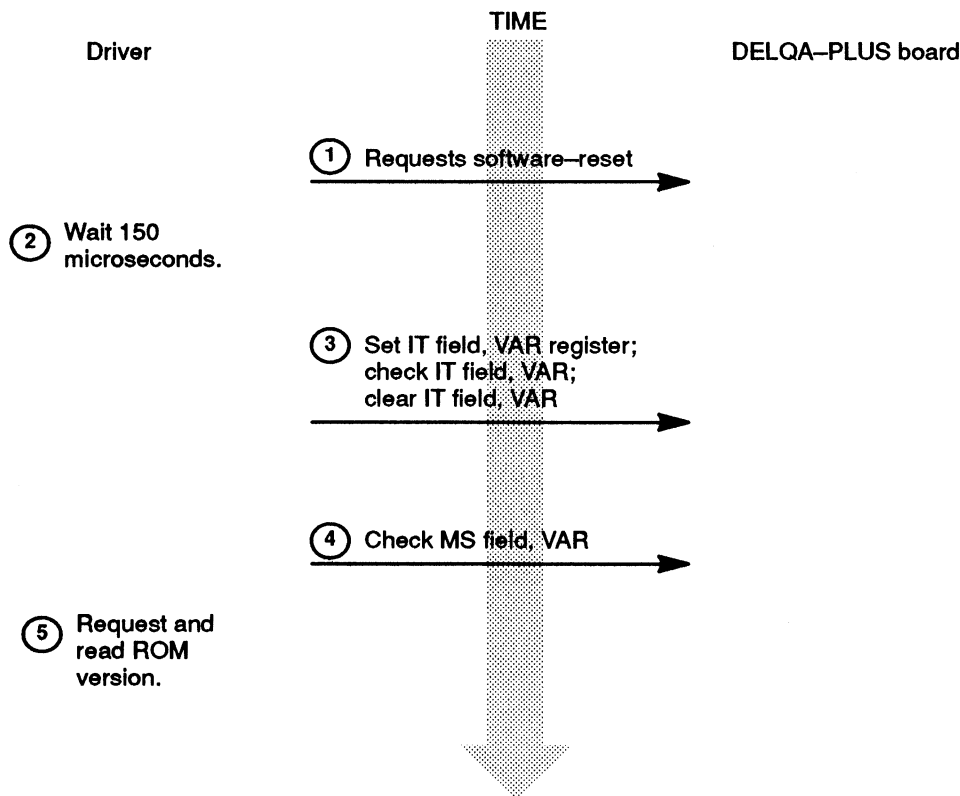 TIME
Driver
DELQA–PLUS board
1 Requests software–reset
2 Wait 150
microseconds.
3 Set IT field, VAR register;
check IT field, VAR;
clear IT field, VAR
4 Check MS field, VAR
5 Request and
read ROM
version.